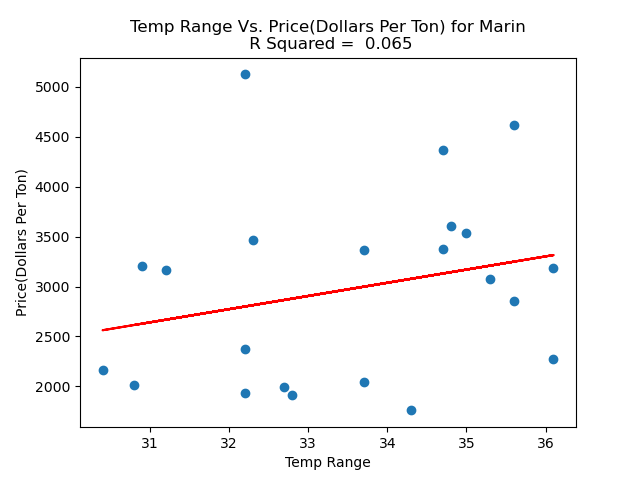 Temp Range Vs. Price(Dollars Per Ton) for Marin
R Squared =  0.065
5000
4500
4000
3500
3000
2500
2000
Price(Dollars Per Ton)
31 32 33 34 35 36
Temp Range